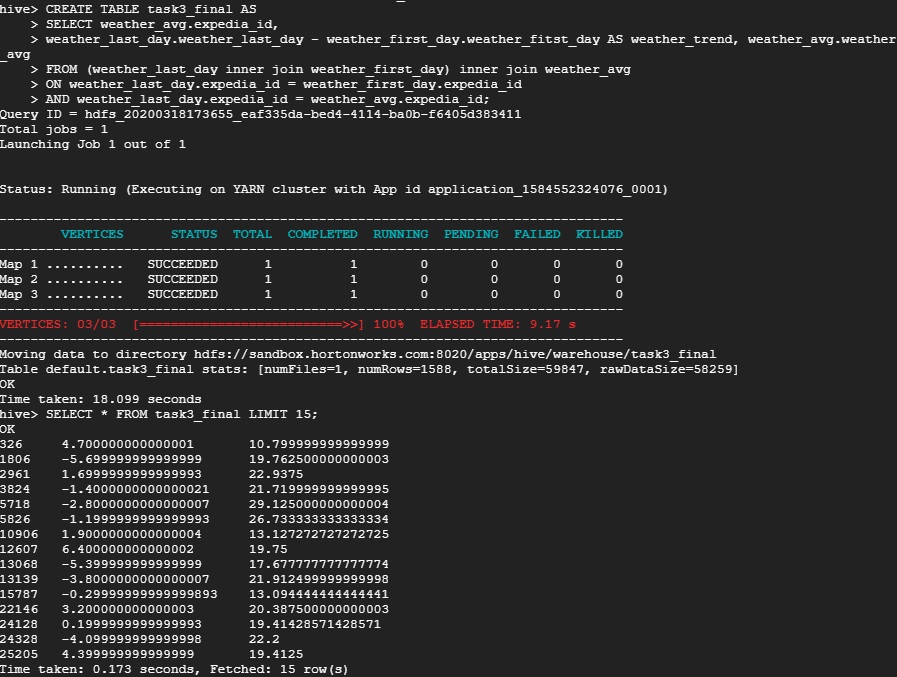 hive> CREATE TABLE task3_final AS
    > SELECT weather_avg.expedia_id,
    > weather_last_day.weather_last_day - weather_first_day.weather_fitst_day AS weather_trend, weather_avg.weather
_avg
    > FROM (weather_last_day inner join weather_first_day) inner join weather_avg
    > ON weather_last_day.expedia_id = weather_first_day.expedia_id
    > AND weather_last_day.expedia_id = weather_avg.expedia_id;
Query ID = hdfs_20200318173655_eaf335da-bed4-4114-ba0b-f6405d383411
Total jobs = 1
Launching Job 1 out of 1
Status: Running (Executing on YARN cluster with App id application_1584552324076_0001)
--------------------------------------------------------------------------------
        VERTICES      STATUS  TOTAL  COMPLETED  RUNNING  PENDING  FAILED  KILLED
--------------------------------------------------------------------------------
Map 1 ..........   SUCCEEDED      1          1        0        0       0       0
Map 2 ..........   SUCCEEDED      1          1        0        0       0       0
Map 3 ..........   SUCCEEDED      1          1        0        0       0       0
--------------------------------------------------------------------------------
VERTICES: 03/03  [==========================>>] 100%  ELAPSED TIME: 9.17 s
--------------------------------------------------------------------------------
Moving data to directory hdfs://sandbox.hortonworks.com:8020/apps/hive/warehouse/task3_final
Table default.task3_final stats: [numFiles=1, numRows=1588, totalSize=59847, rawDataSize=58259]
OK
Time taken: 18.099 seconds
hive> SELECT * FROM task3_final LIMIT 15;
OK
326     4.700000000000001       10.799999999999999
1806    -5.699999999999999      19.762500000000003
2961    1.6999999999999993      22.9375
3824    -1.4000000000000021     21.719999999999995
5718    -2.8000000000000007     29.125000000000004
5826    -1.1999999999999993     26.733333333333334
10906   1.9000000000000004      13.127272727272725
12607   6.400000000000002       19.75
13068   -5.399999999999999      17.677777777777774
13139   -3.8000000000000007     21.912499999999998
15787   -0.29999999999999893    13.094444444444441
22146   3.200000000000003       20.387500000000003
24128   0.1999999999999993      19.41428571428571
24328   -4.099999999999998      22.2
25205   4.399999999999999       19.4125
Time taken: 0.173 seconds, Fetched: 15 row(s)